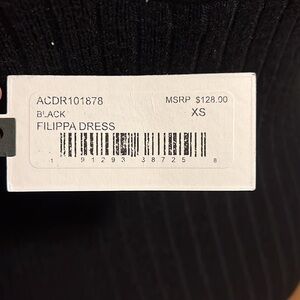 ACDR101878 MSRP $128.00
BLACK XS
FILIPPA DRESS
1 91293 38725 8